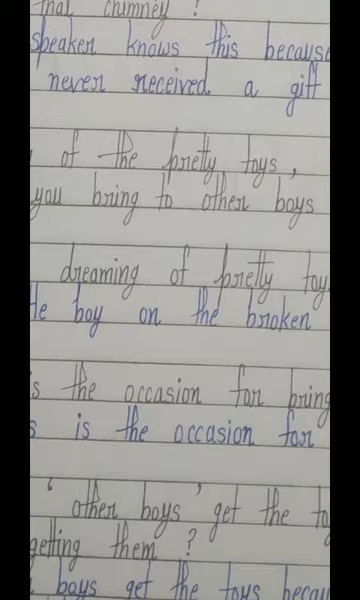 that chimney ?
speaker knows this because
never received a gift
of the pretty toys ,
you bring to other boys
dreaming of pretty toy
boy on the broken
s the occasion for bring
s is the occasion for
' other boys ' get the to
getting them ?
boys get the toys becau